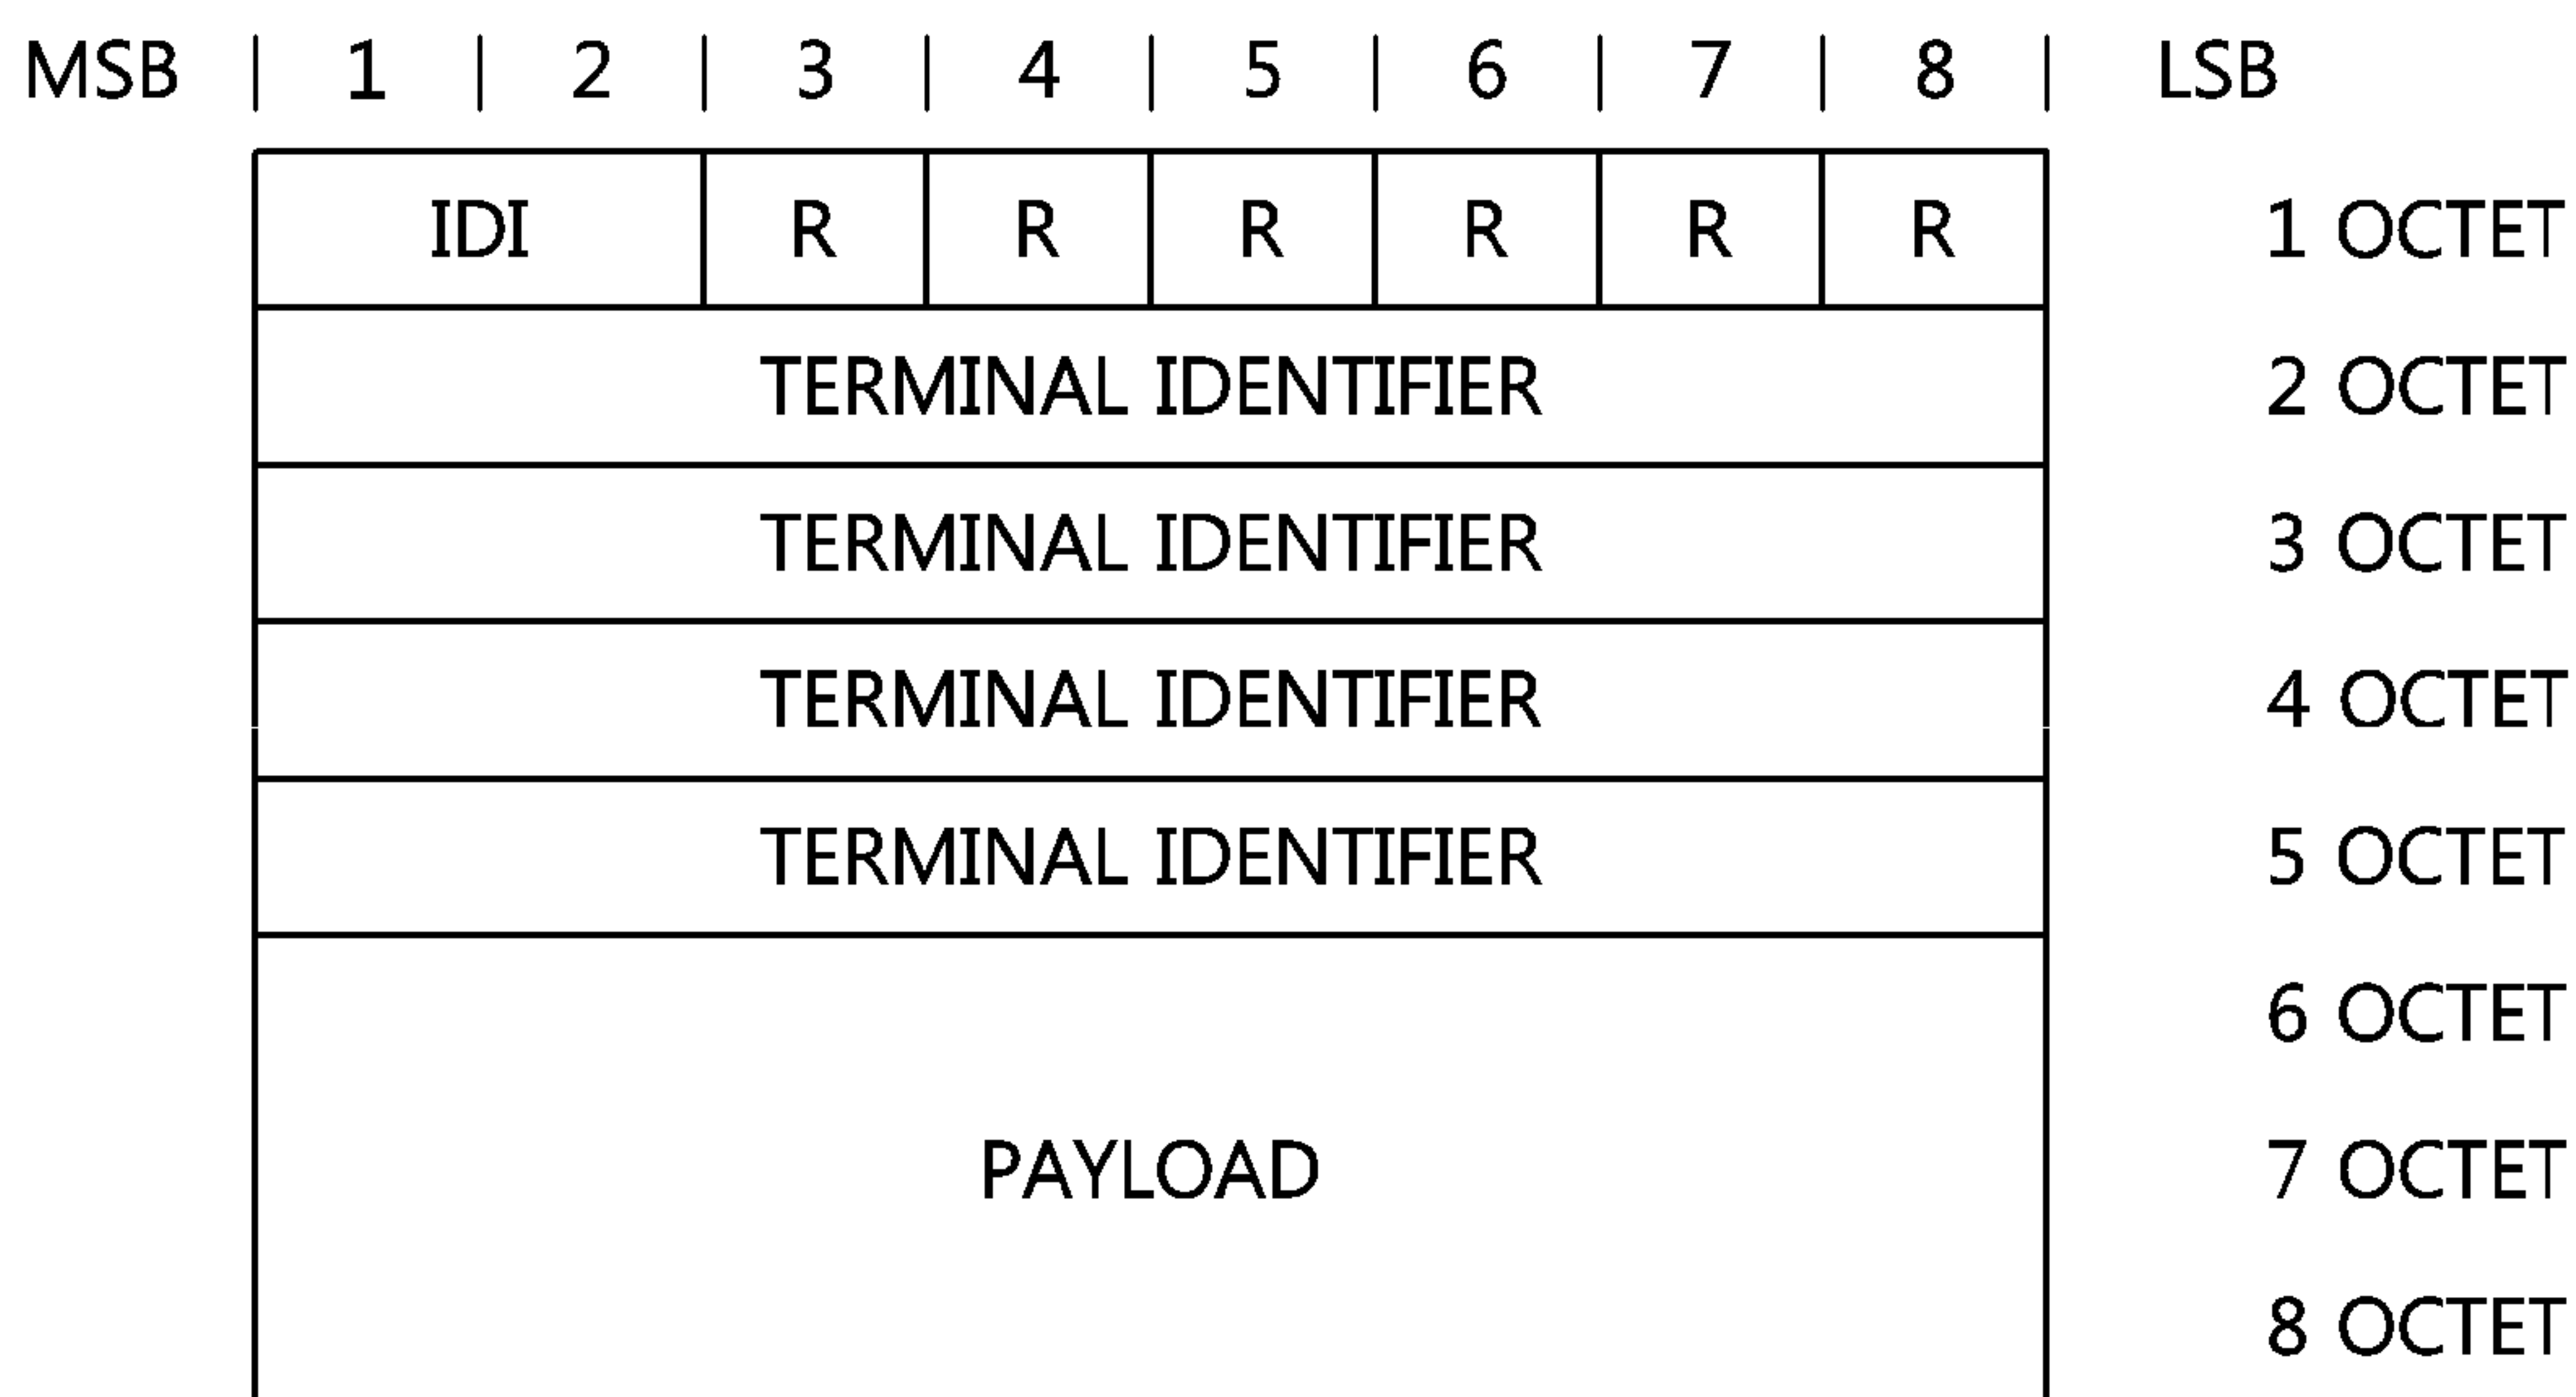 MSB | 1 | 2 | 3 | 4 | 5 | 6 | 7 | 8 | LSB
IDI R R R R R R 1 OCTET
TERMINAL IDENTIFIER 2 OCTET
TERMINAL IDENTIFIER 3 OCTET
TERMINAL IDENTIFIER 4 OCTET
TERMINAL IDENTIFIER 5 OCTET
6 OCTET
PAYLOAD 7 OCTET
8 OCTET